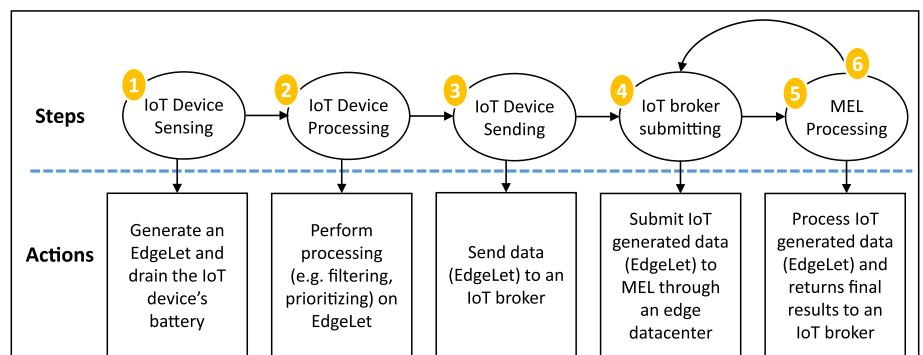 1
IoT Device
Sensing
2
IoT Device
Processing
3
IoT Device
Sending
4
IoT broker
submitting
5
6
MEL
Processing
Steps
Actions
Generate an
EdgeLet and
drain the IoT
device's
battery
Perform
processing
(e.g. filtering,
prioritizing) on
EdgeLet
Send data
(EdgeLet) to an
IoT broker
Submit IoT
generated data
(EdgeLet) to
MEL through
an edge
datacenter
Process IoT
generated data
(EdgeLet) and
returns final
results to an
IoT broker